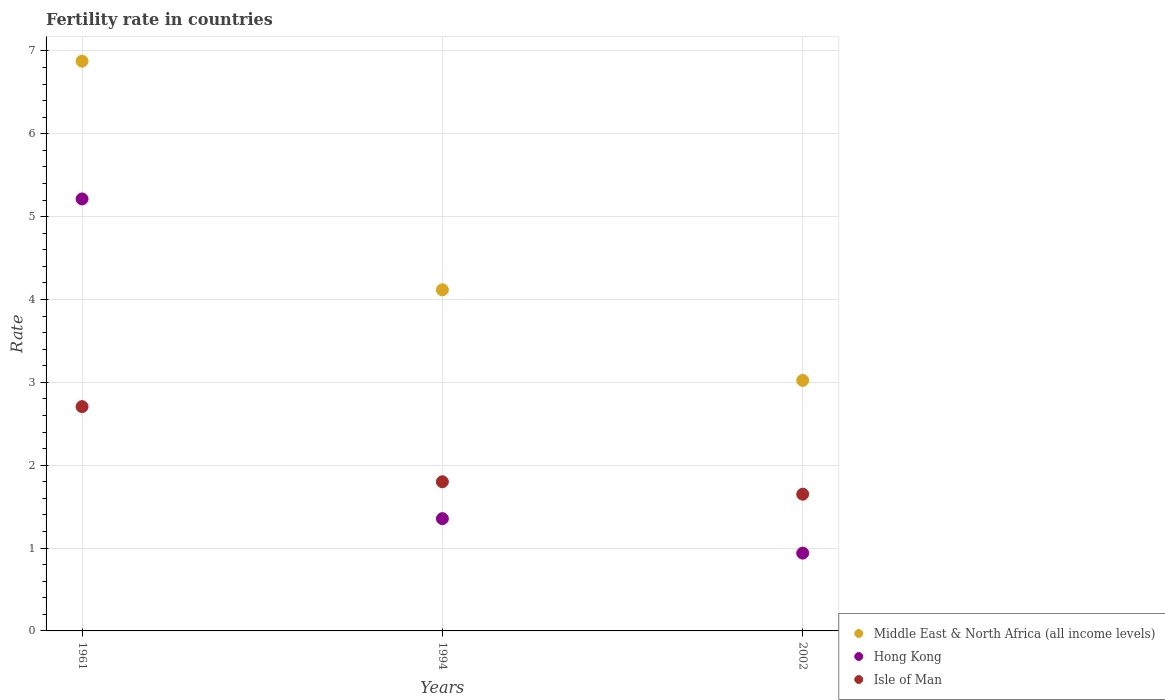 Fertility rate in countries
7
6
5
4
3
2
1
0
Rate
1961
1994
2002
Years
Middle East & North Africa (all income levels)
Hong Kong
Isle of Man